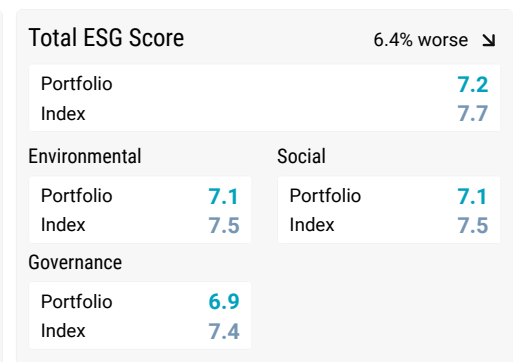 Total ESG Score 6.4% worse ↘
Portfolio 7.2
Index 7.7
Environmental Social
Portfolio 7.1 Portfolio 7.1
Index 7.5 Index 7.5
Governance
Portfolio 6.9
Index 7.4